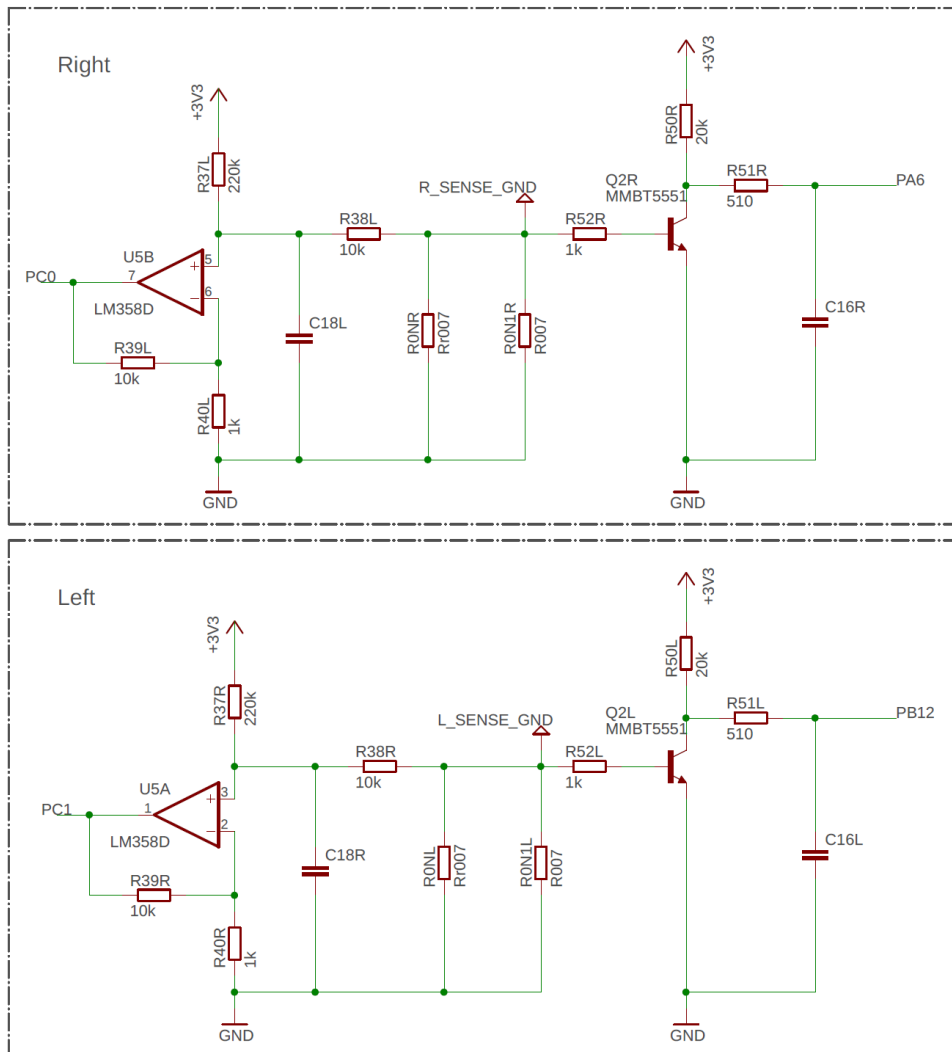 Right
+3V3
R37L
220k
U5B
5
6
7
+
-
LM358D
PC0
R39L
10k
R40L
1k
GND
C18L
R38L
10k
R_SENSE_GND
R0NR
Rr007
R0N1R
R007
R52R
1k
Q2R
MMBT5551
+3V3
R50R
20k
R51R
510
PA6
C16R
GND
Left
+3V3
R37R
220k
U5A
3
2
1
+
-
LM358D
PC1
R39R
10k
R40R
1k
GND
C18R
R38R
10k
L_SENSE_GND
R0NL
Rr007
R0N1L
R007
R52L
1k
Q2L
MMBT5551
+3V3
R50L
20k
R51L
510
PB12
C16L
GND